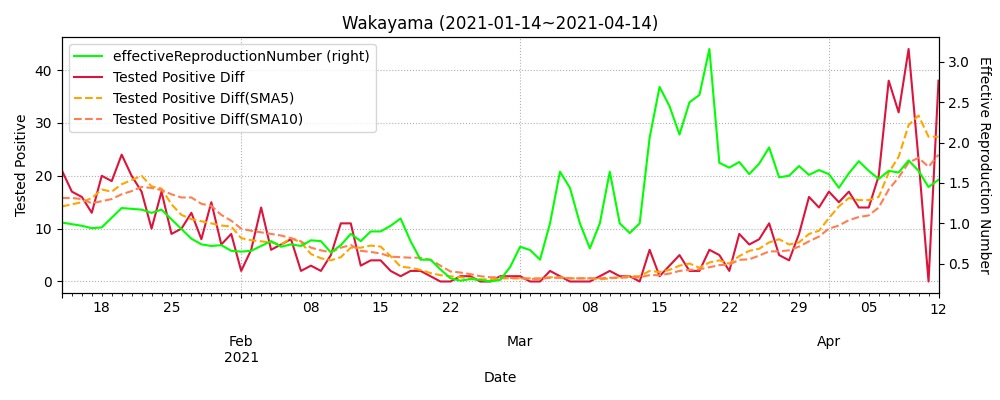 Wakayama (2021-01-14~2021-04-14)
effectiveReproductionNumber (right)
Tested Positive Diff
Tested Positive Diff(SMA5)
Tested Positive Diff(SMA10)
Tested Positive
40
30
20
10
0
3.0
2.5
2.0
1.5
1.0
0.5
Effective Reproduction Number
18 25 08 15 22 08 15 22 29 05 12
Feb Mar Apr
2021
Date